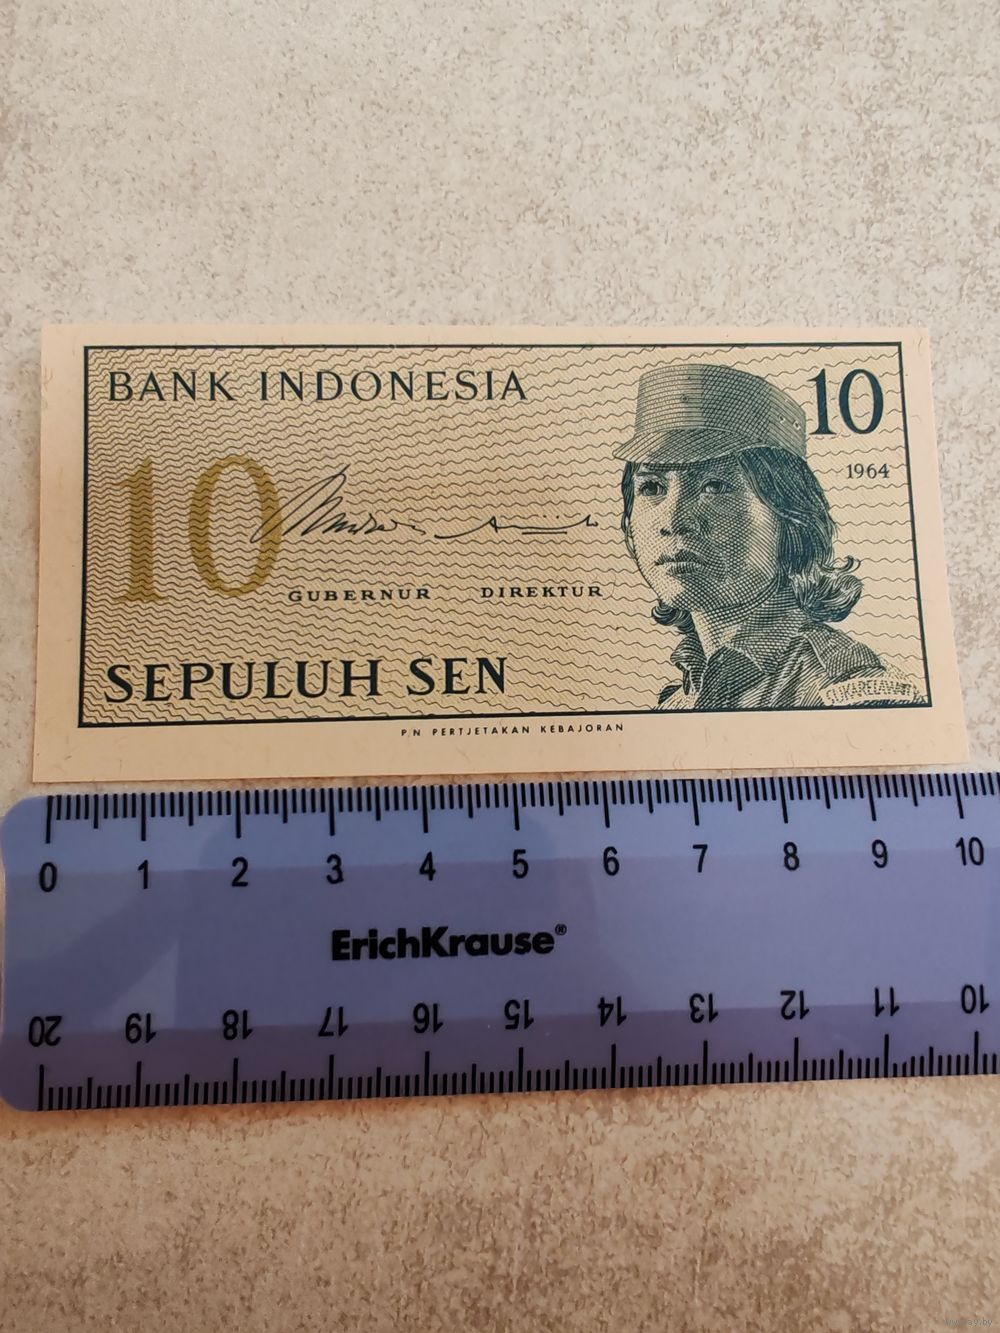 BANK INDONESIA
10
1964
10
GUBERNUR DIREKTUR
SEPULUH SEN
SUKARELAWATI
P.N PERTJETAKAN KEBAJORAN
0 1 2 3 4 5 6 7 8 9 10
ErichKrause®
20 19 18 17 16 15 14 13 12 11 10